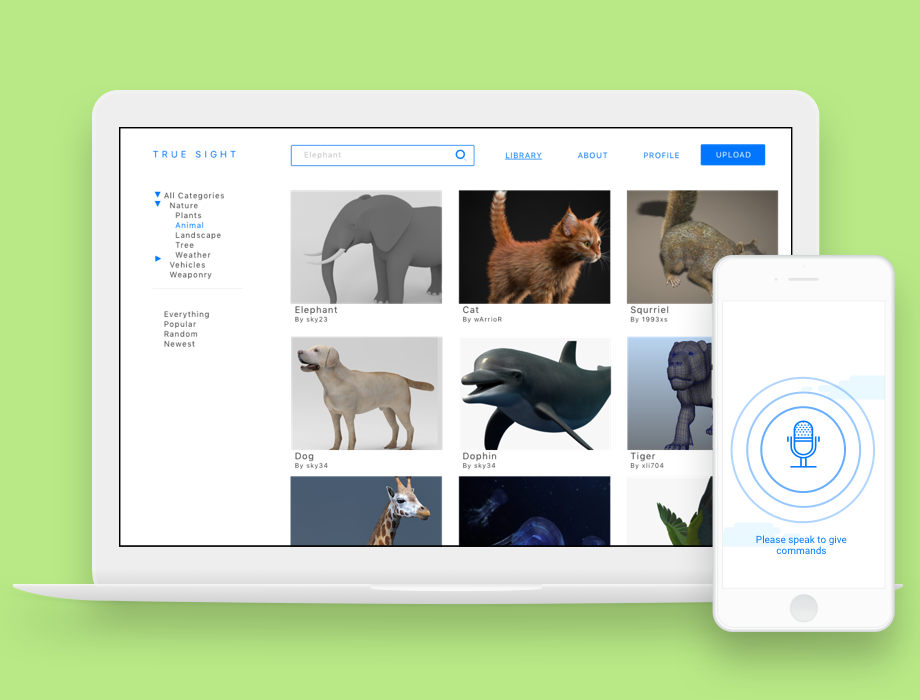 TRUE SIGHT
Elephant
LIBRARY
ABOUT
PROFILE
UPLOAD
All Categories
Nature
Plants
Animal
Landscape
Tree
Weather
Vehicles
Weaponry
Everything
Popular
Random
Newest
Elephant
By sky23
Cat
By wArrioR
Squrriel
By 1993xs
Dog
By sky34
Dophin
By sky34
Tiger
By xli704
Please speak to give
commands